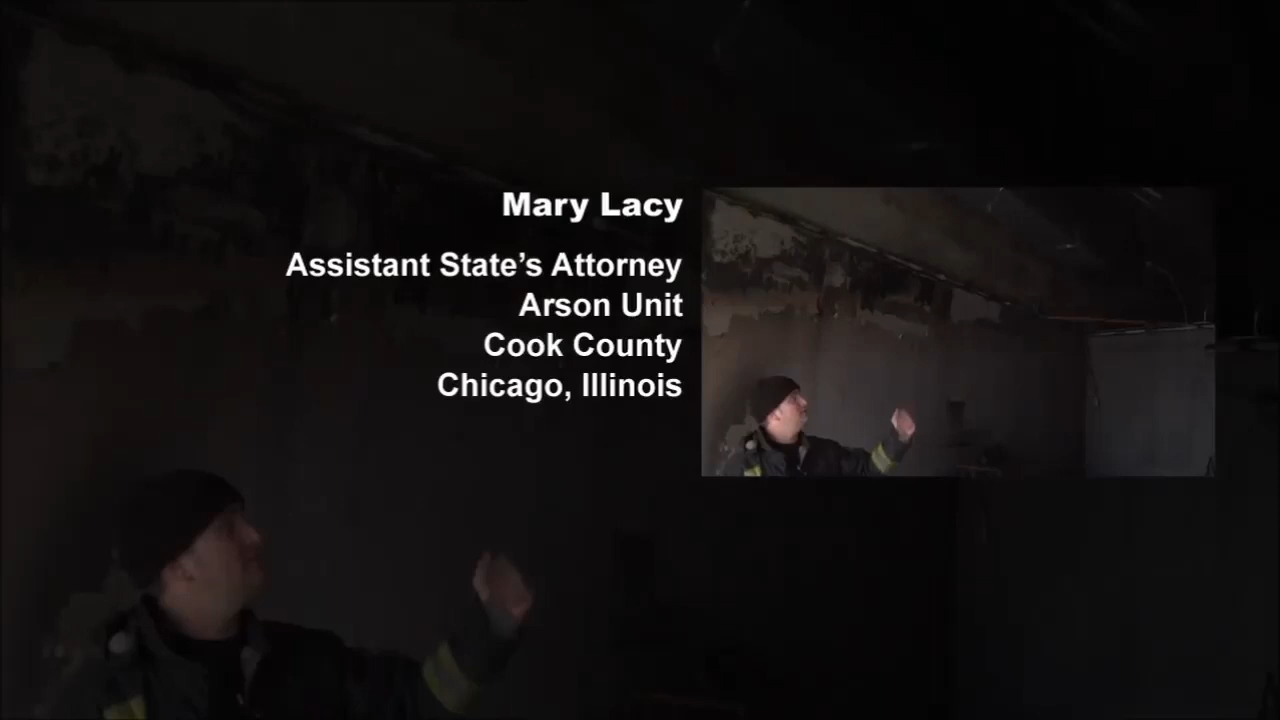 Mary Lacy
Assistant State’s Attorney
Arson Unit
Cook County
Chicago, Illinois